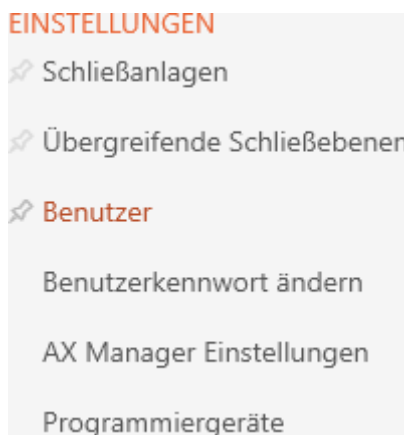 EINSTELLUNGEN
Schließanlagen
Übergreifende Schließebenen
Benutzer
Benutzerkennwort ändern
AX Manager Einstellungen
Programmiergeräte